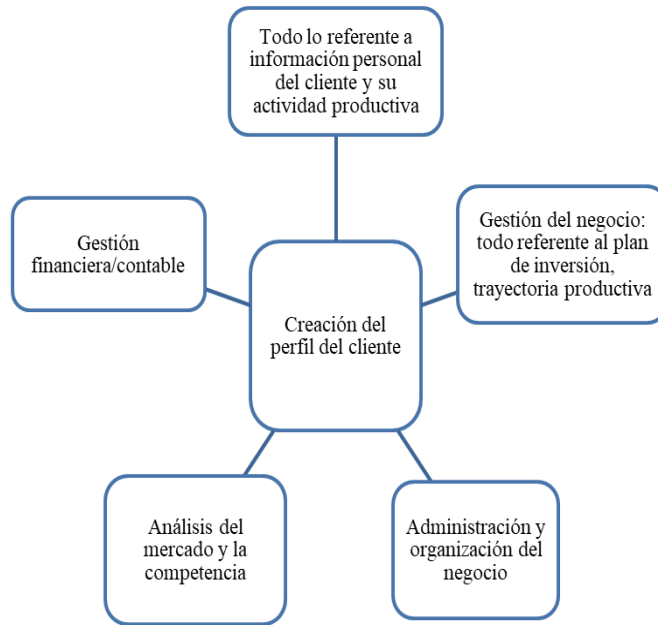 Todo lo referente a
información personal
del cliente y su
actividad productiva
Gestión
financiera/contable
Gestión del negocio:
todo referente al plan
de inversión,
trayectoria productiva
Creación del
perfil del cliente
Análisis del
mercado y la
competencia
Administración y
organización del
negocio